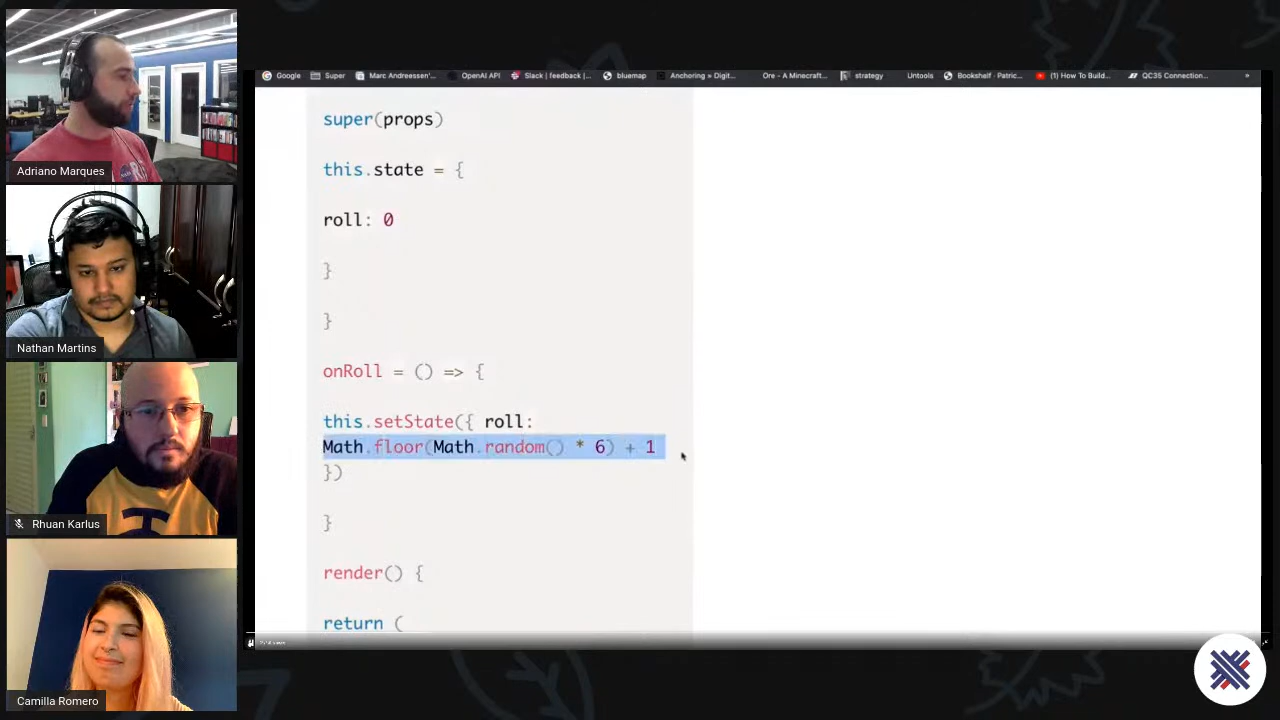 Adriano Marques
Nathan Martins
Rhuan Karlus
Camilla Romero
Google Super Marc Andreessen'... OpenAI API Slack | feedback |... bluemap Anchoring » Digit... Ore - A Minecraft... strategy Untools Bookshelf · Patric... (1) How To Build... QC35 Connection... »
super(props)
this.state = {
roll: 0
}
}
onRoll = () => {
this.setState({ roll:
Math.floor(Math.random() * 6) + 1
})
}
render() {
return (